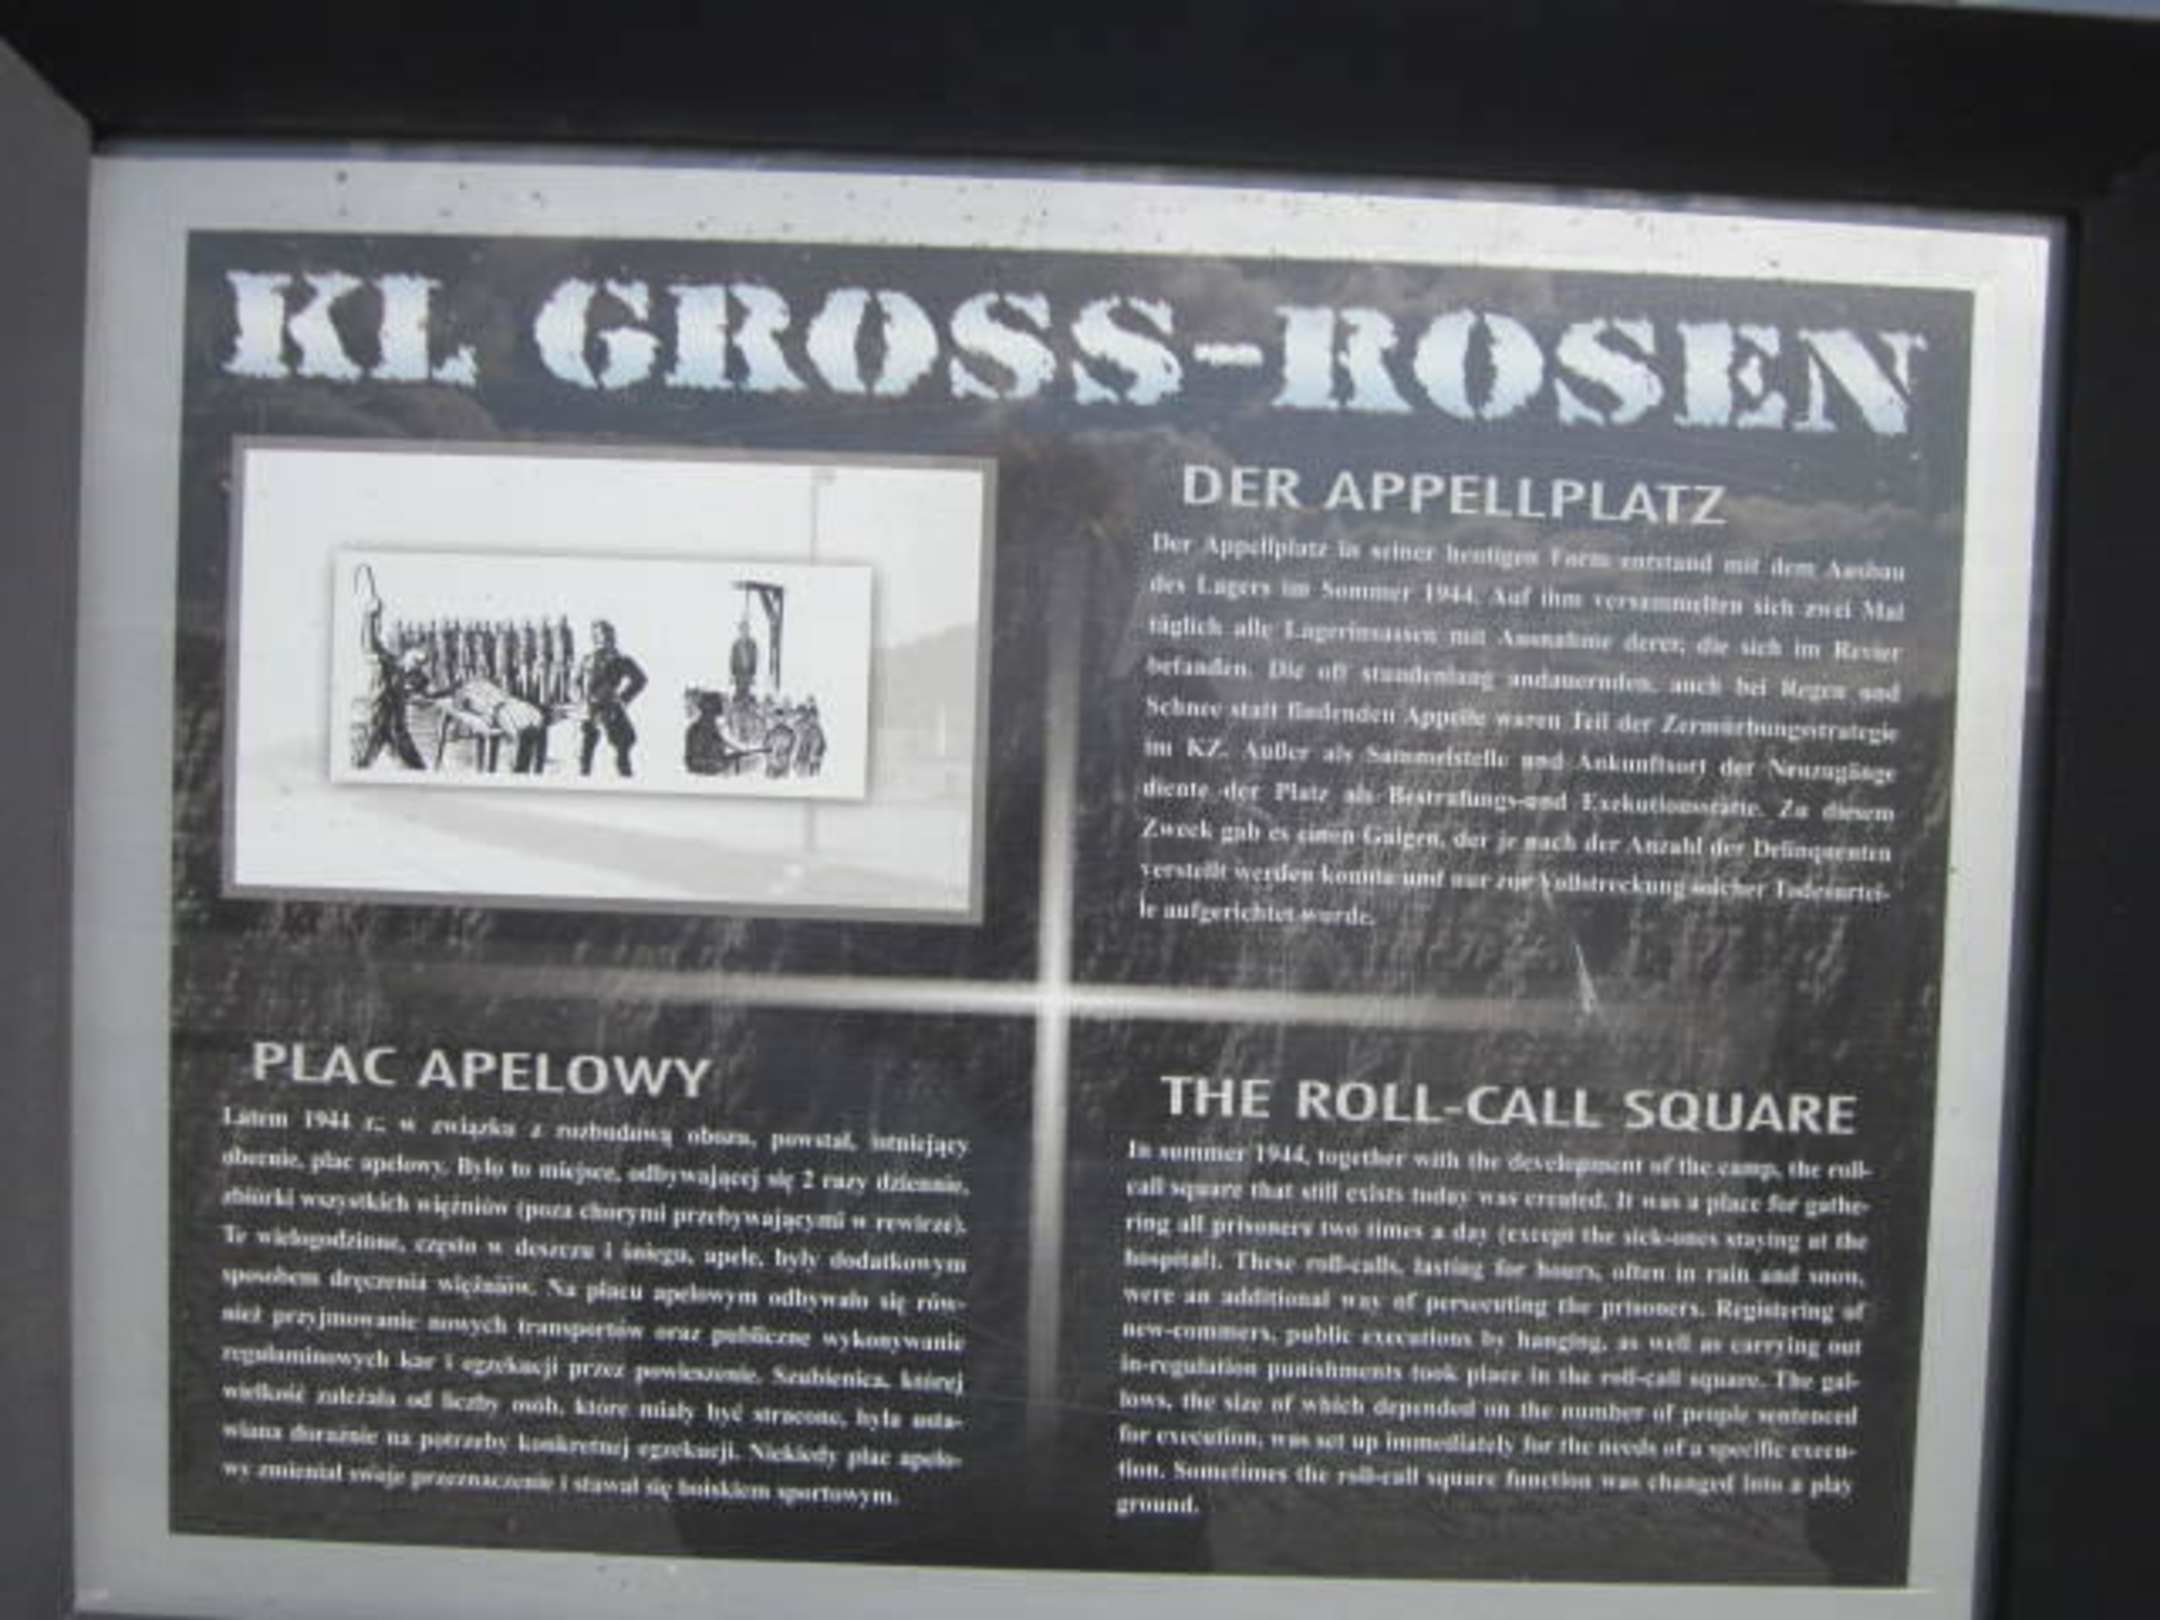 KL GROSS-ROSEN
DER APPELLPLATZ
Der Appellplatz in seiner heutigen Form entstand mit dem Ausbau
des Lagers im Sommer 1944. Auf ihm versammelten sich zwei Mal
täglich alle Lagerinsassen mit Ausnahme derer, die sich im Revier
befanden. Die oft stundenlang andauernden, auch bei Regen und
Schnee statt findenden Appelle waren Teil der Zermürbungsstrategie
im KZ. Außer als Sammelstelle und Ankunftsort der Neuzugänge
diente der Platz als Bestrafungs-und Exekutionsstätte. Zu diesem
Zweck gab es einen Galgen, der je nach der Anzahl der Delinquenten
verstellt werden konnte und nur zur Vollstreckung solcher Todesurtei-
le aufgerichtet wurde.
PLAC APELOWY
Latem 1944 r., w związku z rozbudową obozu, powstał, istniejący
obecnie, plac apelowy. Było to miejsce, odbywającej się 2 razy dziennie,
zbiórki wszystkich więźniów (poza chorymi przebywającymi w rewirze).
Te wielogodzinne, często w deszczu i śniegu, apele, były dodatkowym
sposobem dręczenia więźniów. Na placu apelowym odbywało się rów-
nież przyjmowanie nowych transportów oraz publiczne wykonywanie
regulaminowych kar i egzekucji przez powieszenie. Szubienica, której
wielkość zależała od liczby osób, które miały być stracone, była usta-
wiana doraźnie na potrzeby konkretnej egzekucji. Niekiedy plac apelo-
wy zmieniał swoje przeznaczenie i stawał się boiskiem sportowym.
THE ROLL-CALL SQUARE
In summer 1944, together with the development of the camp, the roll-
call square that still exists today was created. It was a place for gathe-
ring all prisoners two times a day (except the sick-ones staying at the
hospital). These roll-calls, lasting for hours, often in rain and snow,
were an additional way of persecuting the prisoners. Registering of
new-commers, public executions by hanging, as well as carrying out
in-regulation punishments took place in the roll-call square. The gal-
lows, the size of which depended on the number of people sentenced
for execution, was set up immediately for the needs of a specific execu-
tion. Sometimes the roll-call square function was changed into a play
ground.